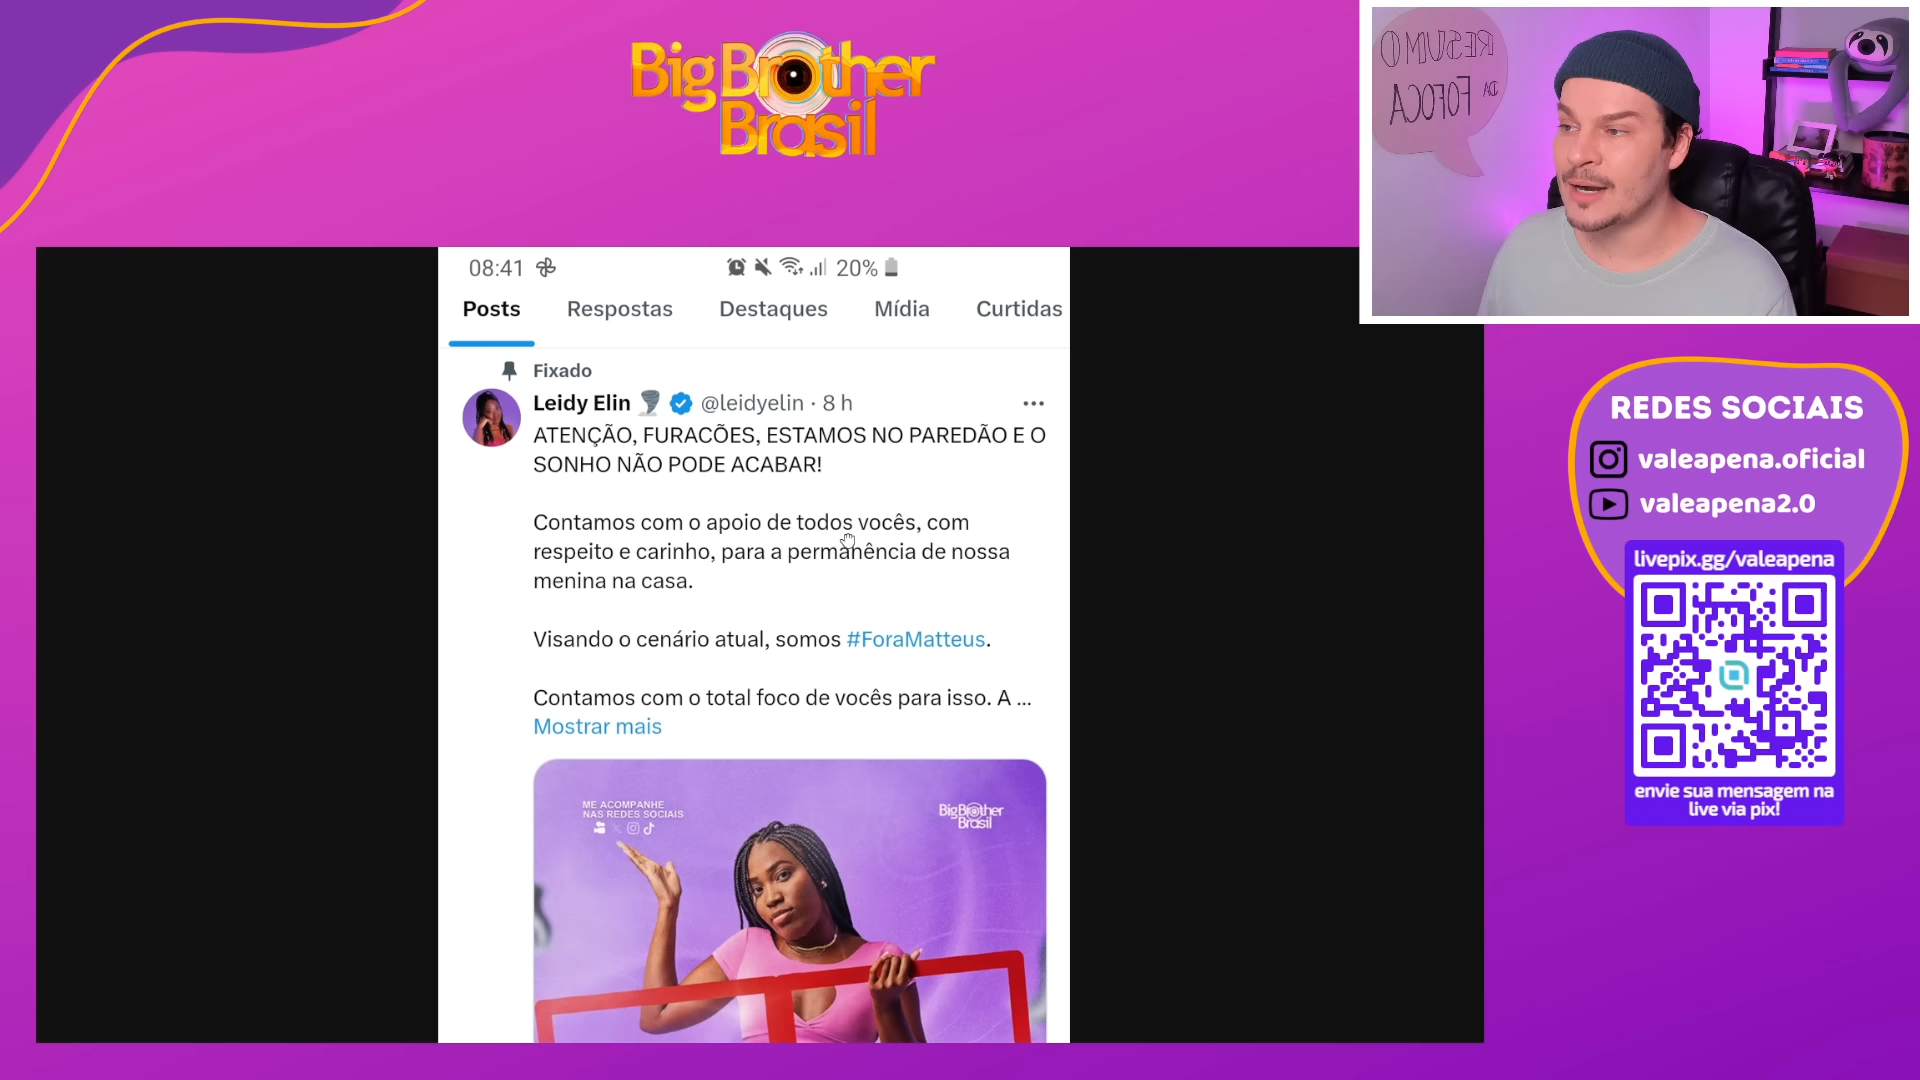 Big Brother
Brasil
RESUMO
DA FOFOCA
08:41
20%
Posts Respostas Destaques Mídia Curtidas
Fixado
Leidy Elin @leidyelin · 8 h
ATENÇÃO, FURACÕES, ESTAMOS NO PAREDÃO E O
SONHO NÃO PODE ACABAR!
Contamos com o apoio de todos vocês, com
respeito e carinho, para a permanência de nossa
menina na casa.
Visando o cenário atual, somos #ForaMatteus.
Contamos com o total foco de vocês para isso. A ...
Mostrar mais
ME ACOMPANHE
NAS REDES SOCIAIS
Big Brother
Brasil
REDES SOCIAIS
valeapena.oficial
valeapena2.0
livepix.gg/valeapena
envie sua mensagem na
live via pix!